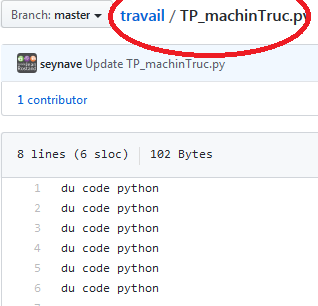 Branch: master
travail / TP_machinTruc.py
seynave Update TP_machinTruc.py
1 contributor
8 lines (6 sloc) 102 Bytes
1 du code python
2 du code python
3 du code python
4 du code python
5 du code python
6 du code python